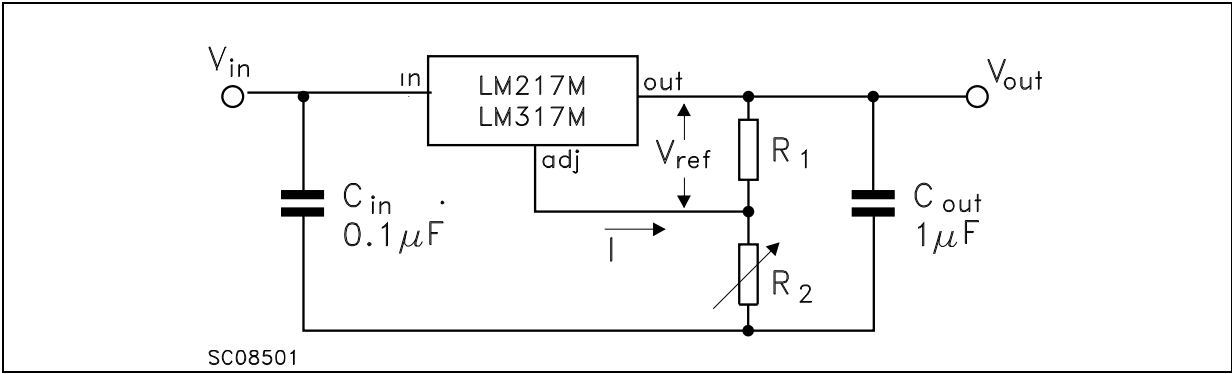 Vin
in
LM217M
LM317M
out
Vout
adj
Vref
R1
Cin
0.1µF
I
Cout
1µF
R2
SC08501